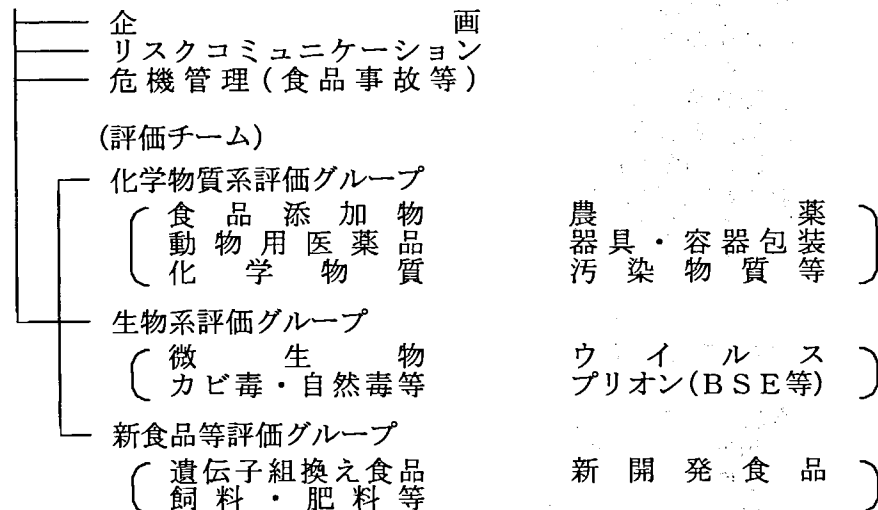 企画
リスクコミュニケーション
危機管理(食品事故等)
(評価チーム)
化学物質系評価グループ
食品添加物 農薬
動物用医薬品 器具・容器包装
化学物質 汚染物質等
生物系評価グループ
微生物 ウイルス
カビ毒・自然毒等 プリオン(BSE等)
新食品等評価グループ
遺伝子組換え食品 新開発食品
飼料・肥料等